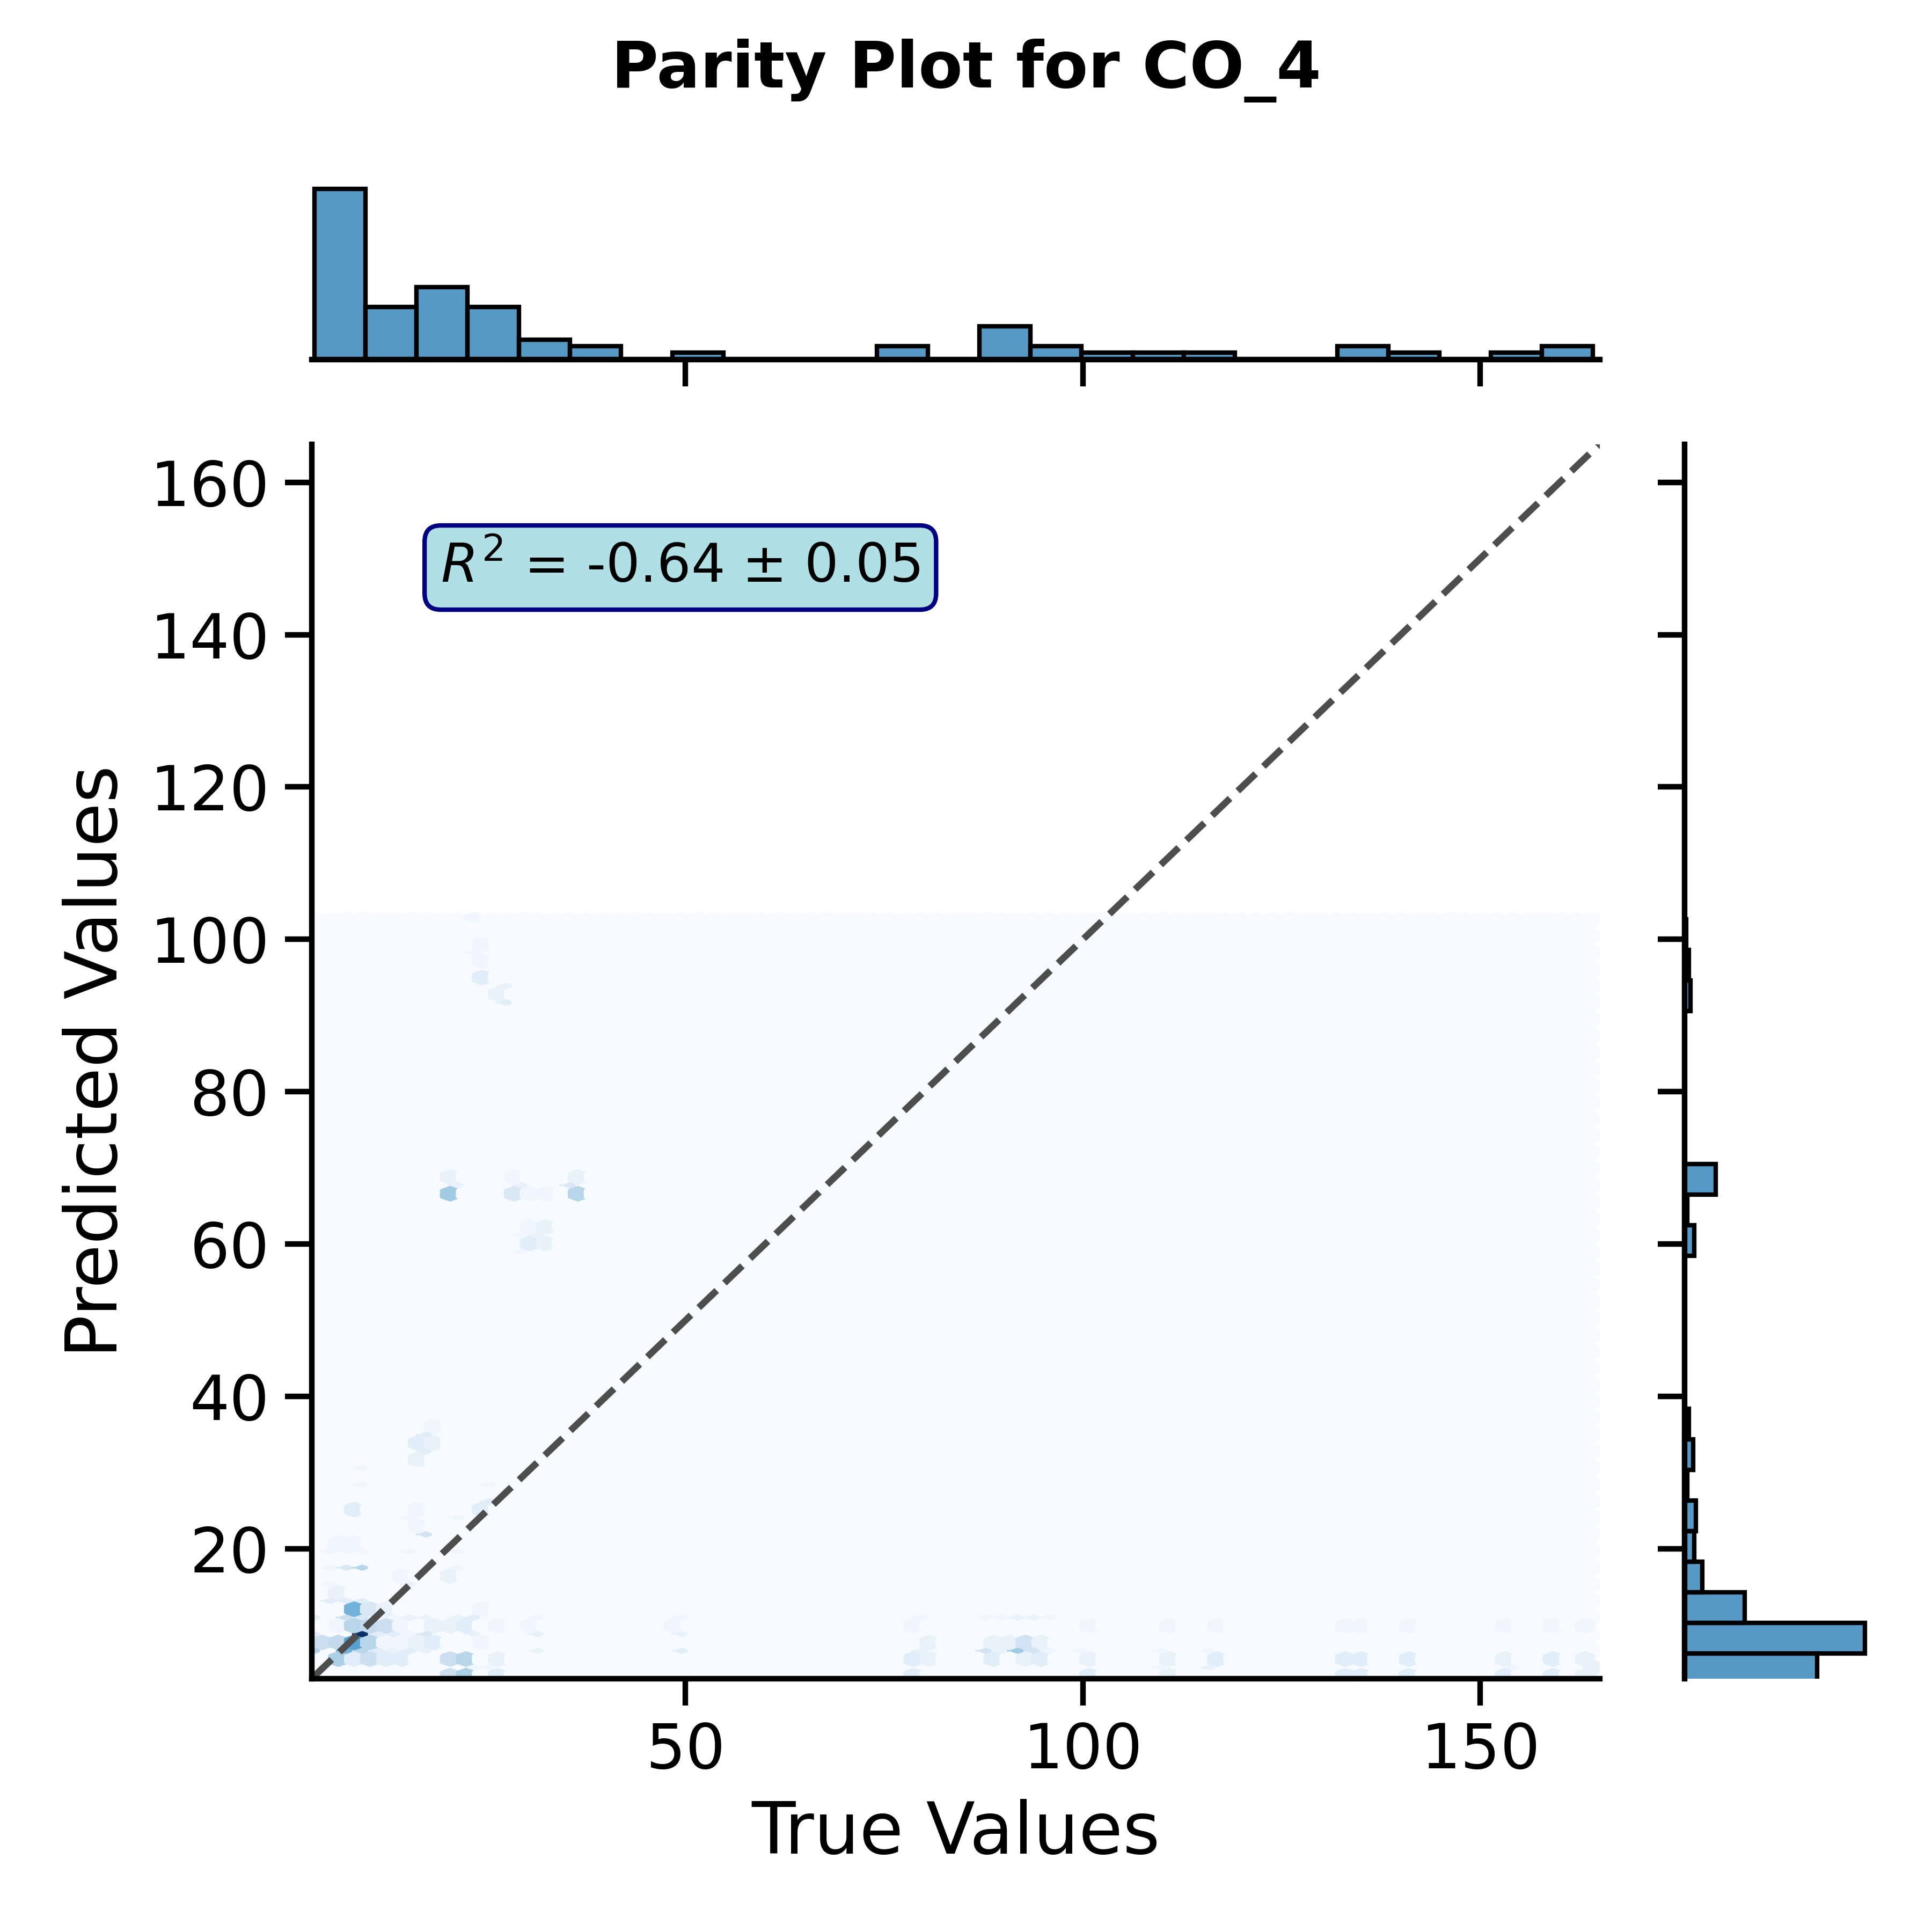 Parity Plot for CO_4
R² = -0.64 ± 0.05
160
140
120
100
80
60
40
20
Predicted Values
50 100 150
True Values